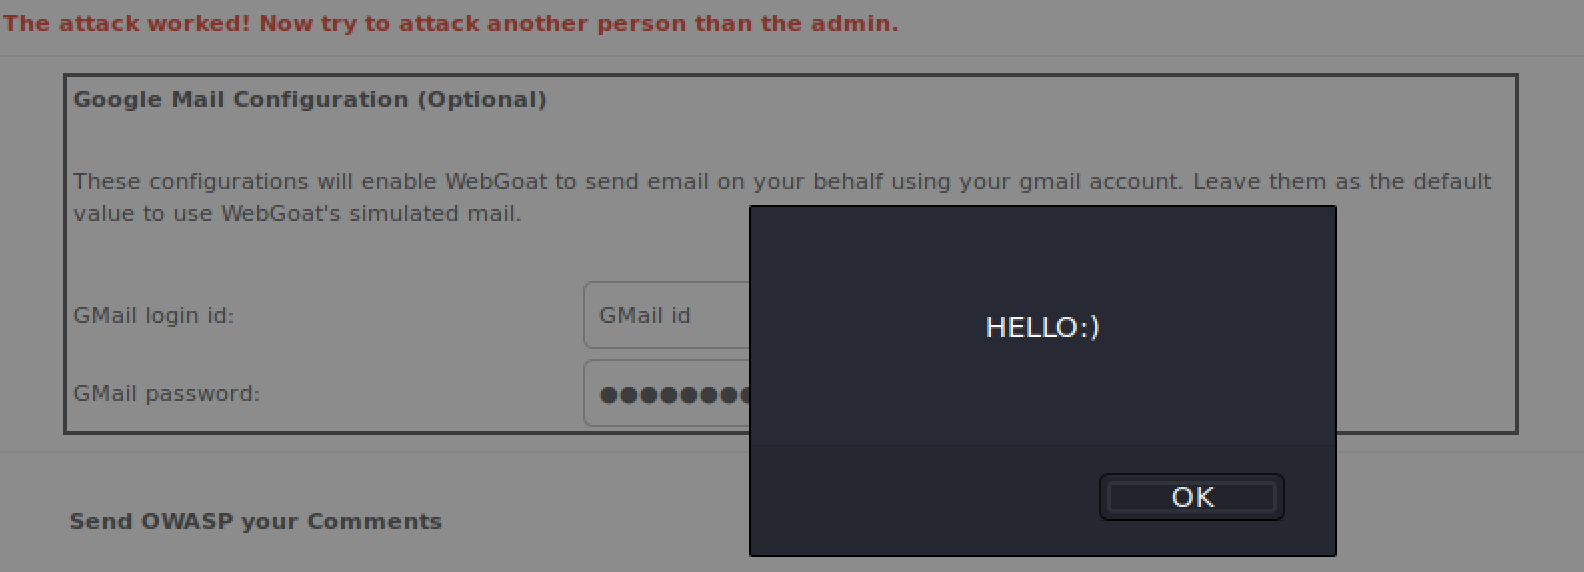 The attack worked! Now try to attack another person than the admin.
Google Mail Configuration (Optional)
These configurations will enable WebGoat to send email on your behalf using your gmail account. Leave them as the default
value to use WebGoat's simulated mail.
GMail login id:
GMail id
GMail password:
HELLO:)
OK
Send OWASP your Comments